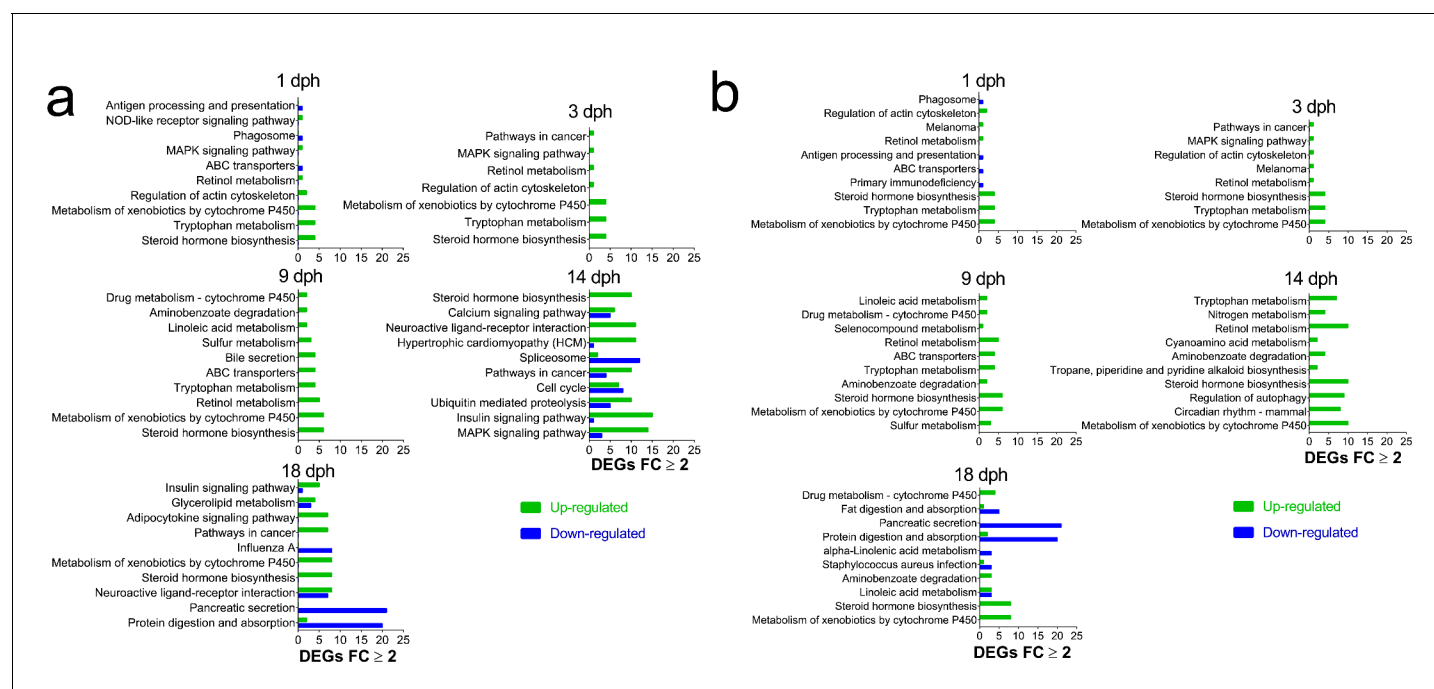 a
1 dph
Antigen processing and presentation
NOD-like receptor signaling pathway
Phagosome
MAPK signaling pathway
ABC transporters
Retinol metabolism
Regulation of actin cytoskeleton
Metabolism of xenobiotics by cytochrome P450
Tryptophan metabolism
Steroid hormone biosynthesis
0 5 10 15 20 25
3 dph
Pathways in cancer
MAPK signaling pathway
Retinol metabolism
Regulation of actin cytoskeleton
Metabolism of xenobiotics by cytochrome P450
Tryptophan metabolism
Steroid hormone biosynthesis
0 5 10 15 20 25
9 dph
Drug metabolism - cytochrome P450
Aminobenzoate degradation
Linoleic acid metabolism
Sulfur metabolism
Bile secretion
ABC transporters
Tryptophan metabolism
Retinol metabolism
Metabolism of xenobiotics by cytochrome P450
Steroid hormone biosynthesis
0 5 10 15 20 25
14 dph
Steroid hormone biosynthesis
Calcium signaling pathway
Neuroactive ligand-receptor interaction
Hypertrophic cardiomyopathy (HCM)
Spliceosome
Pathways in cancer
Cell cycle
Ubiquitin mediated proteolysis
Insulin signaling pathway
MAPK signaling pathway
0 5 10 15 20 25
DEGs FC ≥ 2
18 dph
Insulin signaling pathway
Glycerolipid metabolism
Adipocytokine signaling pathway
Pathways in cancer
Influenza A
Metabolism of xenobiotics by cytochrome P450
Steroid hormone biosynthesis
Neuroactive ligand-receptor interaction
Pancreatic secretion
Protein digestion and absorption
0 5 10 15 20 25
DEGs FC ≥ 2
Up-regulated
Down-regulated
b
1 dph
Phagosome
Regulation of actin cytoskeleton
Melanoma
Retinol metabolism
Antigen processing and presentation
ABC transporters
Primary immunodeficiency
Steroid hormone biosynthesis
Tryptophan metabolism
Metabolism of xenobiotics by cytochrome P450
0 5 10 15 20 25
3 dph
Pathways in cancer
MAPK signaling pathway
Regulation of actin cytoskeleton
Melanoma
Retinol metabolism
Steroid hormone biosynthesis
Tryptophan metabolism
Metabolism of xenobiotics by cytochrome P450
0 5 10 15 20 25
9 dph
Linoleic acid metabolism
Drug metabolism - cytochrome P450
Selenocompound metabolism
Retinol metabolism
ABC transporters
Tryptophan metabolism
Aminobenzoate degradation
Steroid hormone biosynthesis
Metabolism of xenobiotics by cytochrome P450
Sulfur metabolism
0 5 10 15 20 25
14 dph
Tryptophan metabolism
Nitrogen metabolism
Retinol metabolism
Cyanoamino acid metabolism
Aminobenzoate degradation
Tropane, piperidine and pyridine alkaloid biosynthesis
Steroid hormone biosynthesis
Regulation of autophagy
Circadian rhythm - mammal
Metabolism of xenobiotics by cytochrome P450
0 5 10 15 20 25
DEGs FC ≥ 2
18 dph
Drug metabolism - cytochrome P450
Fat digestion and absorption
Pancreatic secretion
Protein digestion and absorption
alpha-Linolenic acid metabolism
Staphylococcus aureus infection
Aminobenzoate degradation
Linoleic acid metabolism
Steroid hormone biosynthesis
Metabolism of xenobiotics by cytochrome P450
0 5 10 15 20 25
DEGs FC ≥ 2
Up-regulated
Down-regulated